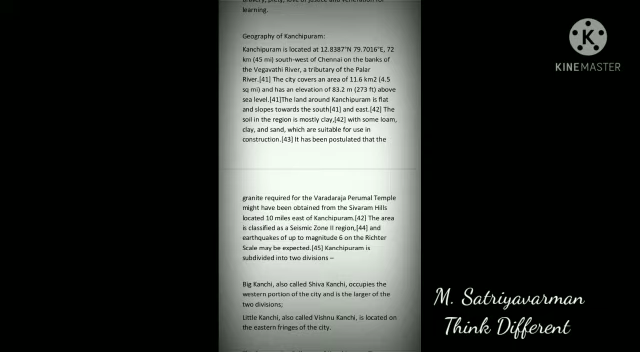 learning.
Geography of Kanchipuram:
Kanchipuram is located at 12.8387°N 79.7016°E, 72
km (45 mi) south-west of Chennai on the banks of
the Vegavathi River, a tributary of the Palar
River.[41] The city covers an area of 11.6 km2 (4.5
sq mi) and has an elevation of 83.2 m (273 ft) above
sea level.[41]The land around Kanchipuram is flat
and slopes towards the south[41] and east.[42] The
soil in the region is mostly clay,[42] with some loam,
clay, and sand, which are suitable for use in
construction.[43] It has been postulated that the
granite required for the Varadaraja Perumal Temple
might have been obtained from the Sivaram Hills
located 10 miles east of Kanchipuram.[42] The area
is classified as a Seismic Zone II region,[44] and
earthquakes of up to magnitude 6 on the Richter
Scale may be expected.[45] Kanchipuram is
subdivided into two divisions –
Big Kanchi, also called Shiva Kanchi, occupies the
western portion of the city and is the larger of the
two divisions;
Little Kanchi, also called Vishnu Kanchi, is located on
the eastern fringes of the city.
KINEMASTER
M. Satriyavarman
Think Different